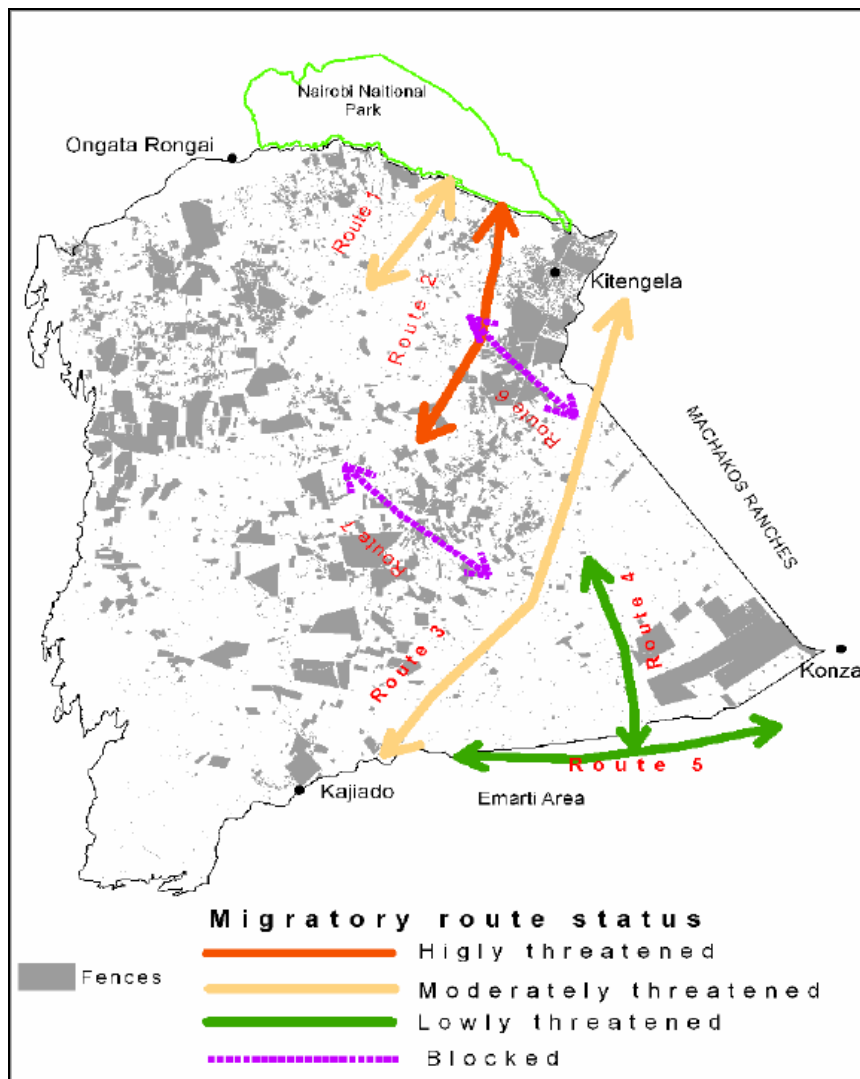 Nairobi Naitional
Park
Ongata Rongai
Route 1
Kitengela
Route 2
Route 6
MACHAKOS RANCHES
Route 7
Route 4
Route 3
Konza
Route 5
Kajiado
Emarti Area
Migratory route status
Higly threatened
Fences
Moderately threatened
Lowly threatened
Blocked